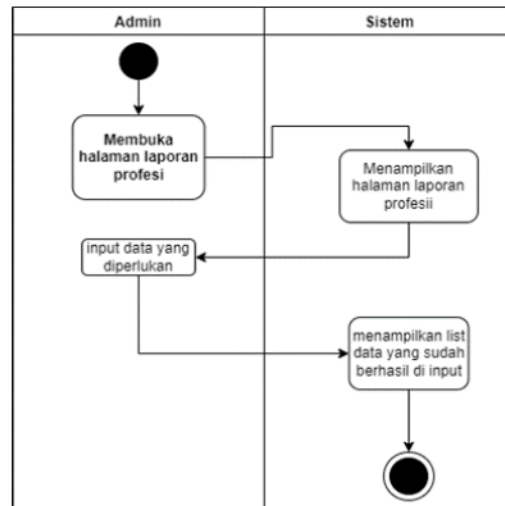 Admin
Sistem
Membuka
halaman laporan
profesi
Menampilkan
halaman laporan
profesii
input data yang
diperlukan
menampilkan list
data yang sudah
berhasil di input